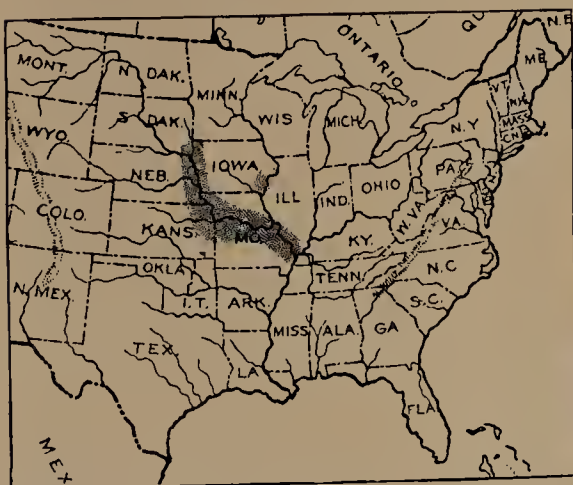 QU
N.B
ONTARIO
ME
MONT.
N. DAK.
MINN.
VT.
N.H.
WIS
MICH.
N.Y
MASS
CN
S. DAK.
WYO.
IOWA
PA.
NEB.
ILL
IND.
OHIO
W.VA.
D.
COLO.
VA.
KANS.
MO.
KY.
N.C
TENN.
OKLA
N. MEX.
I.T.
ARK.
S.C.
MISS
ALA.
GA
TEX.
LA
FLA.
MEX